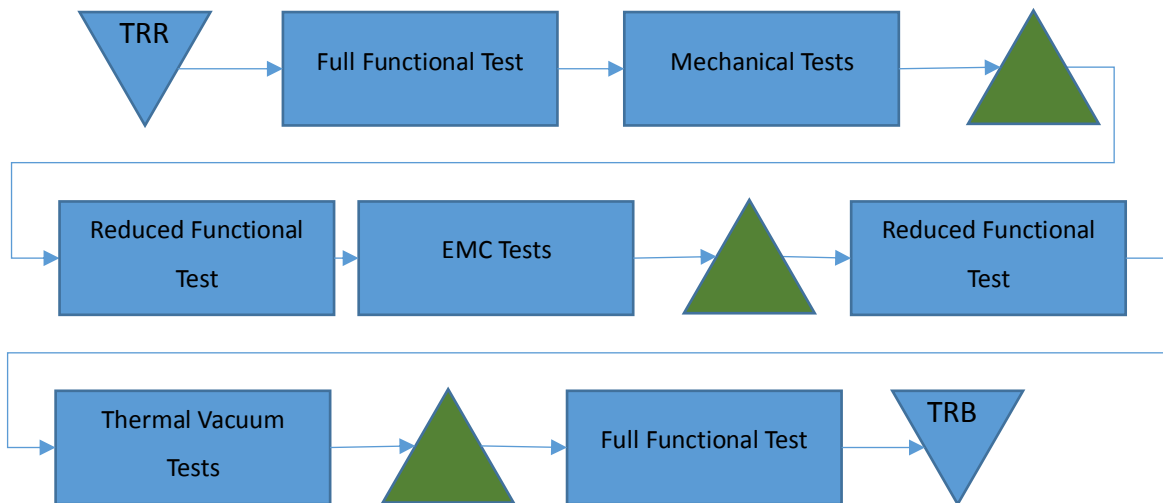 TRR
Full Functional Test
Mechanical Tests
Reduced Functional
Test
EMC Tests
Reduced Functional
Test
Thermal Vacuum
Tests
Full Functional Test
TRB